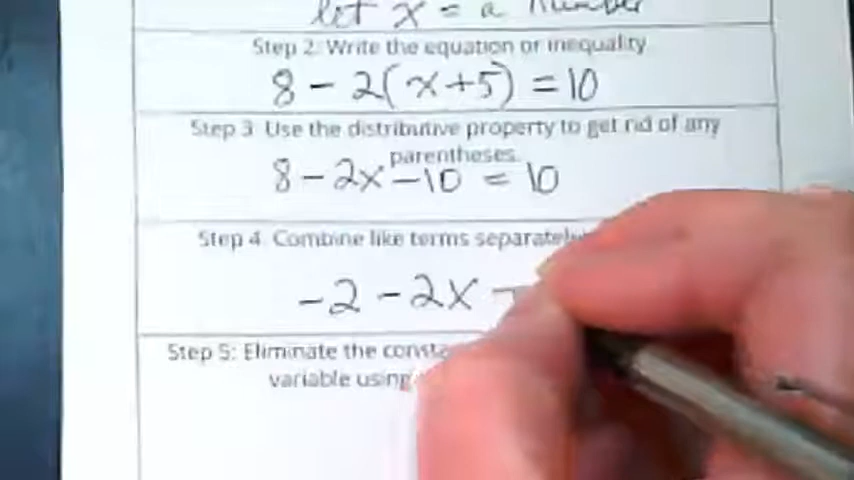 let x = a number
Step 2: Write the equation or inequality
8 - 2(x+5) = 10
Step 3: Use the distributive property to get rid of any
parentheses.
8 - 2x - 10 = 10
Step 4: Combine like terms separately
-2 - 2x
Step 5: Eliminate the
variable using